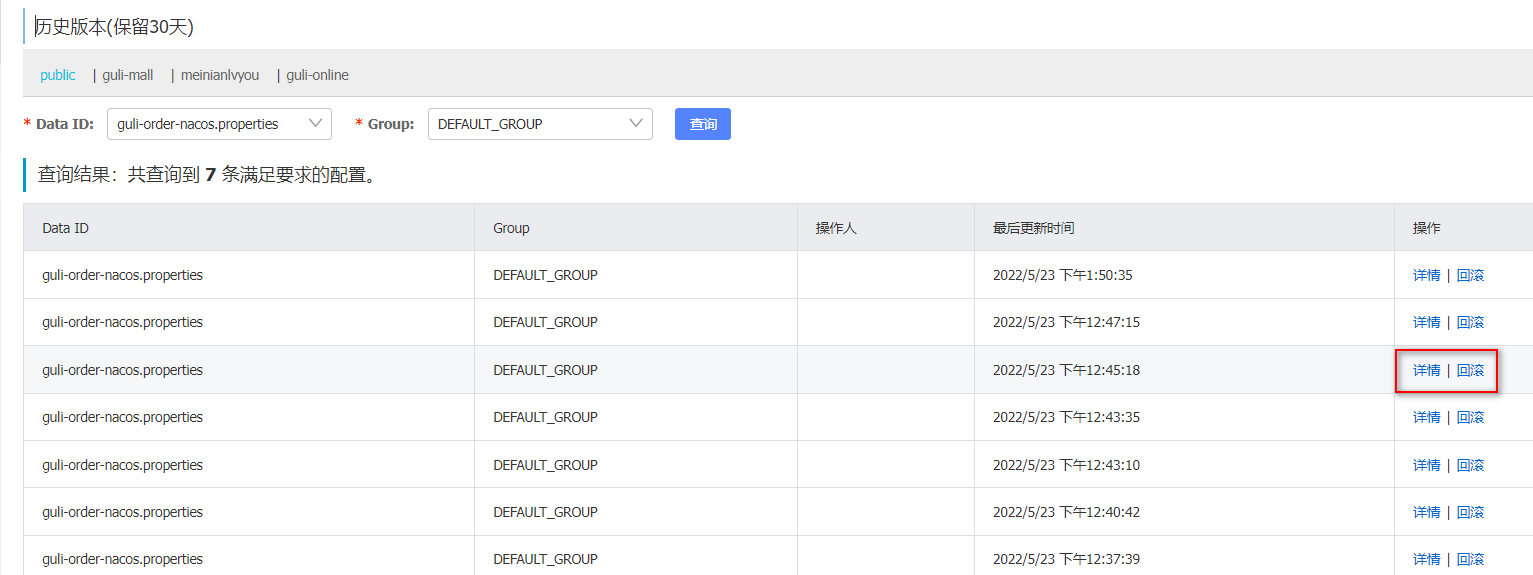 历史版本(保留30天)
public | guli-mall | meinianlvyou | guli-online
* Data ID: guli-order-nacos.properties * Group: DEFAULT_GROUP 查询
查询结果：共查询到 7 条满足要求的配置。
Data ID Group 操作人 最后更新时间 操作
guli-order-nacos.properties DEFAULT_GROUP 2022/5/23 下午1:50:35 详情 | 回滚
guli-order-nacos.properties DEFAULT_GROUP 2022/5/23 下午12:47:15 详情 | 回滚
guli-order-nacos.properties DEFAULT_GROUP 2022/5/23 下午12:45:18 详情 | 回滚
guli-order-nacos.properties DEFAULT_GROUP 2022/5/23 下午12:43:35 详情 | 回滚
guli-order-nacos.properties DEFAULT_GROUP 2022/5/23 下午12:43:10 详情 | 回滚
guli-order-nacos.properties DEFAULT_GROUP 2022/5/23 下午12:40:42 详情 | 回滚
guli-order-nacos.properties DEFAULT_GROUP 2022/5/23 下午12:37:39 详情 | 回滚